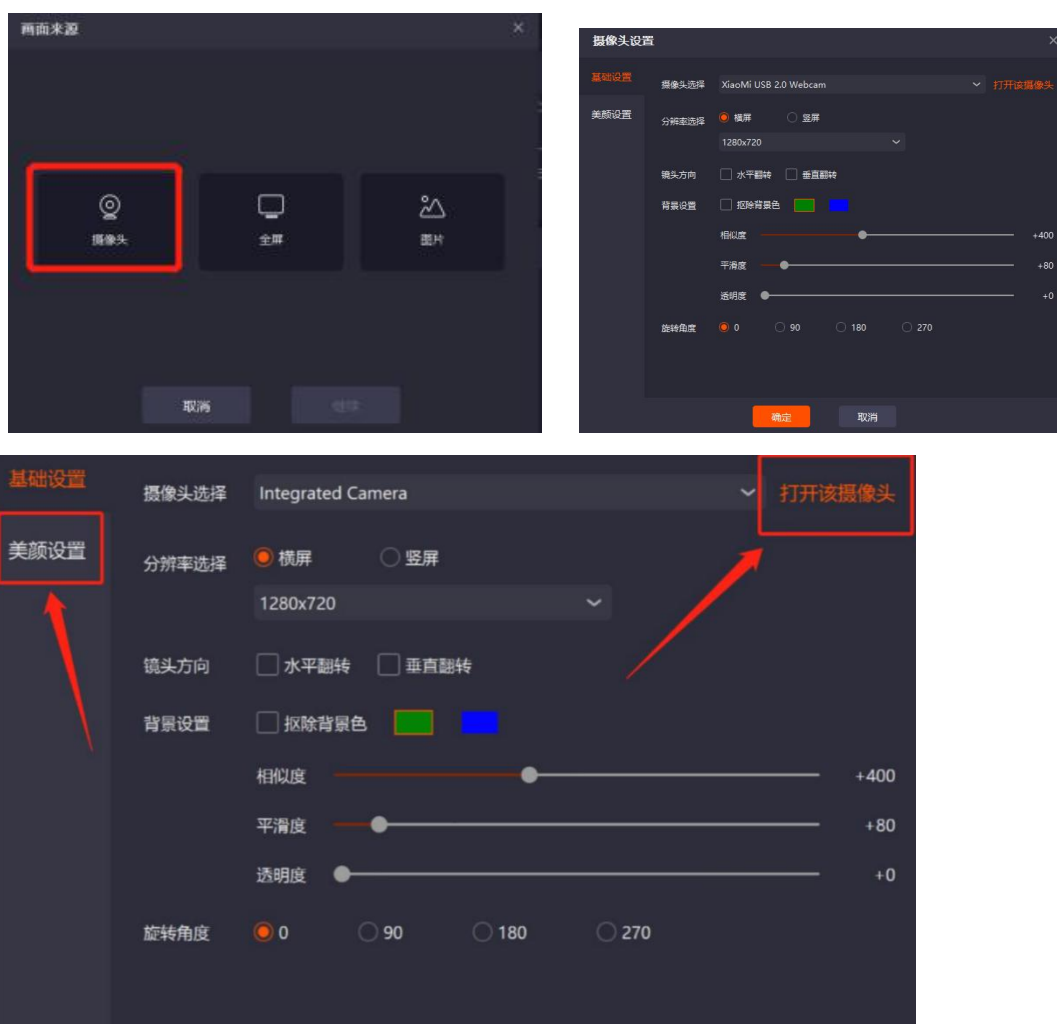 画面来源
摄像头
全屏
图片
取消
继续
摄像头设置
基础设置
摄像头选择 XiaoMi USB 2.0 Webcam 打开该摄像头
美颜设置
分辨率选择 横屏 竖屏
1280x720
镜头方向 水平翻转 垂直翻转
背景设置 抠除背景色
相似度 +400
平滑度 +80
透明度 +0
旋转角度 0 90 180 270
确定 取消
基础设置
摄像头选择 Integrated Camera 打开该摄像头
美颜设置
分辨率选择 横屏 竖屏
1280x720
镜头方向 水平翻转 垂直翻转
背景设置 抠除背景色
相似度 +400
平滑度 +80
透明度 +0
旋转角度 0 90 180 270